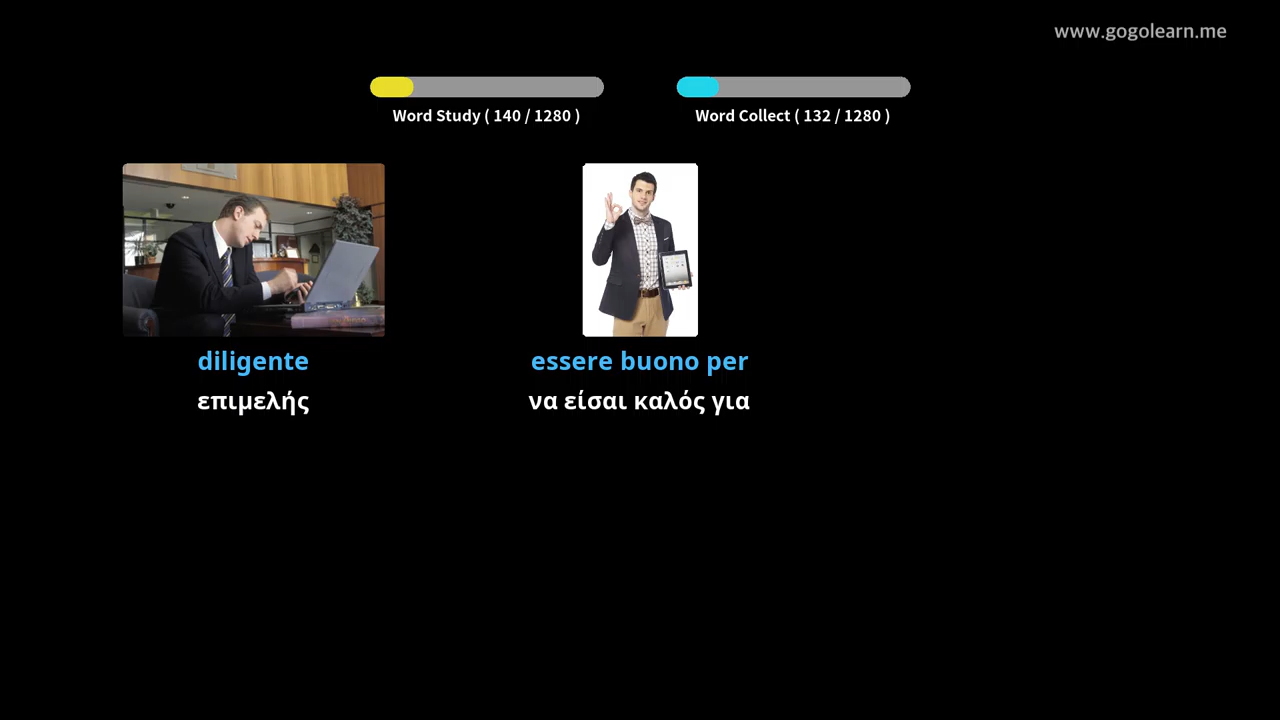 www.gogolearn.me
Word Study ( 140 / 1280 )
Word Collect ( 132 / 1280 )
diligente
επιμελής
essere buono per
να είσαι καλός για